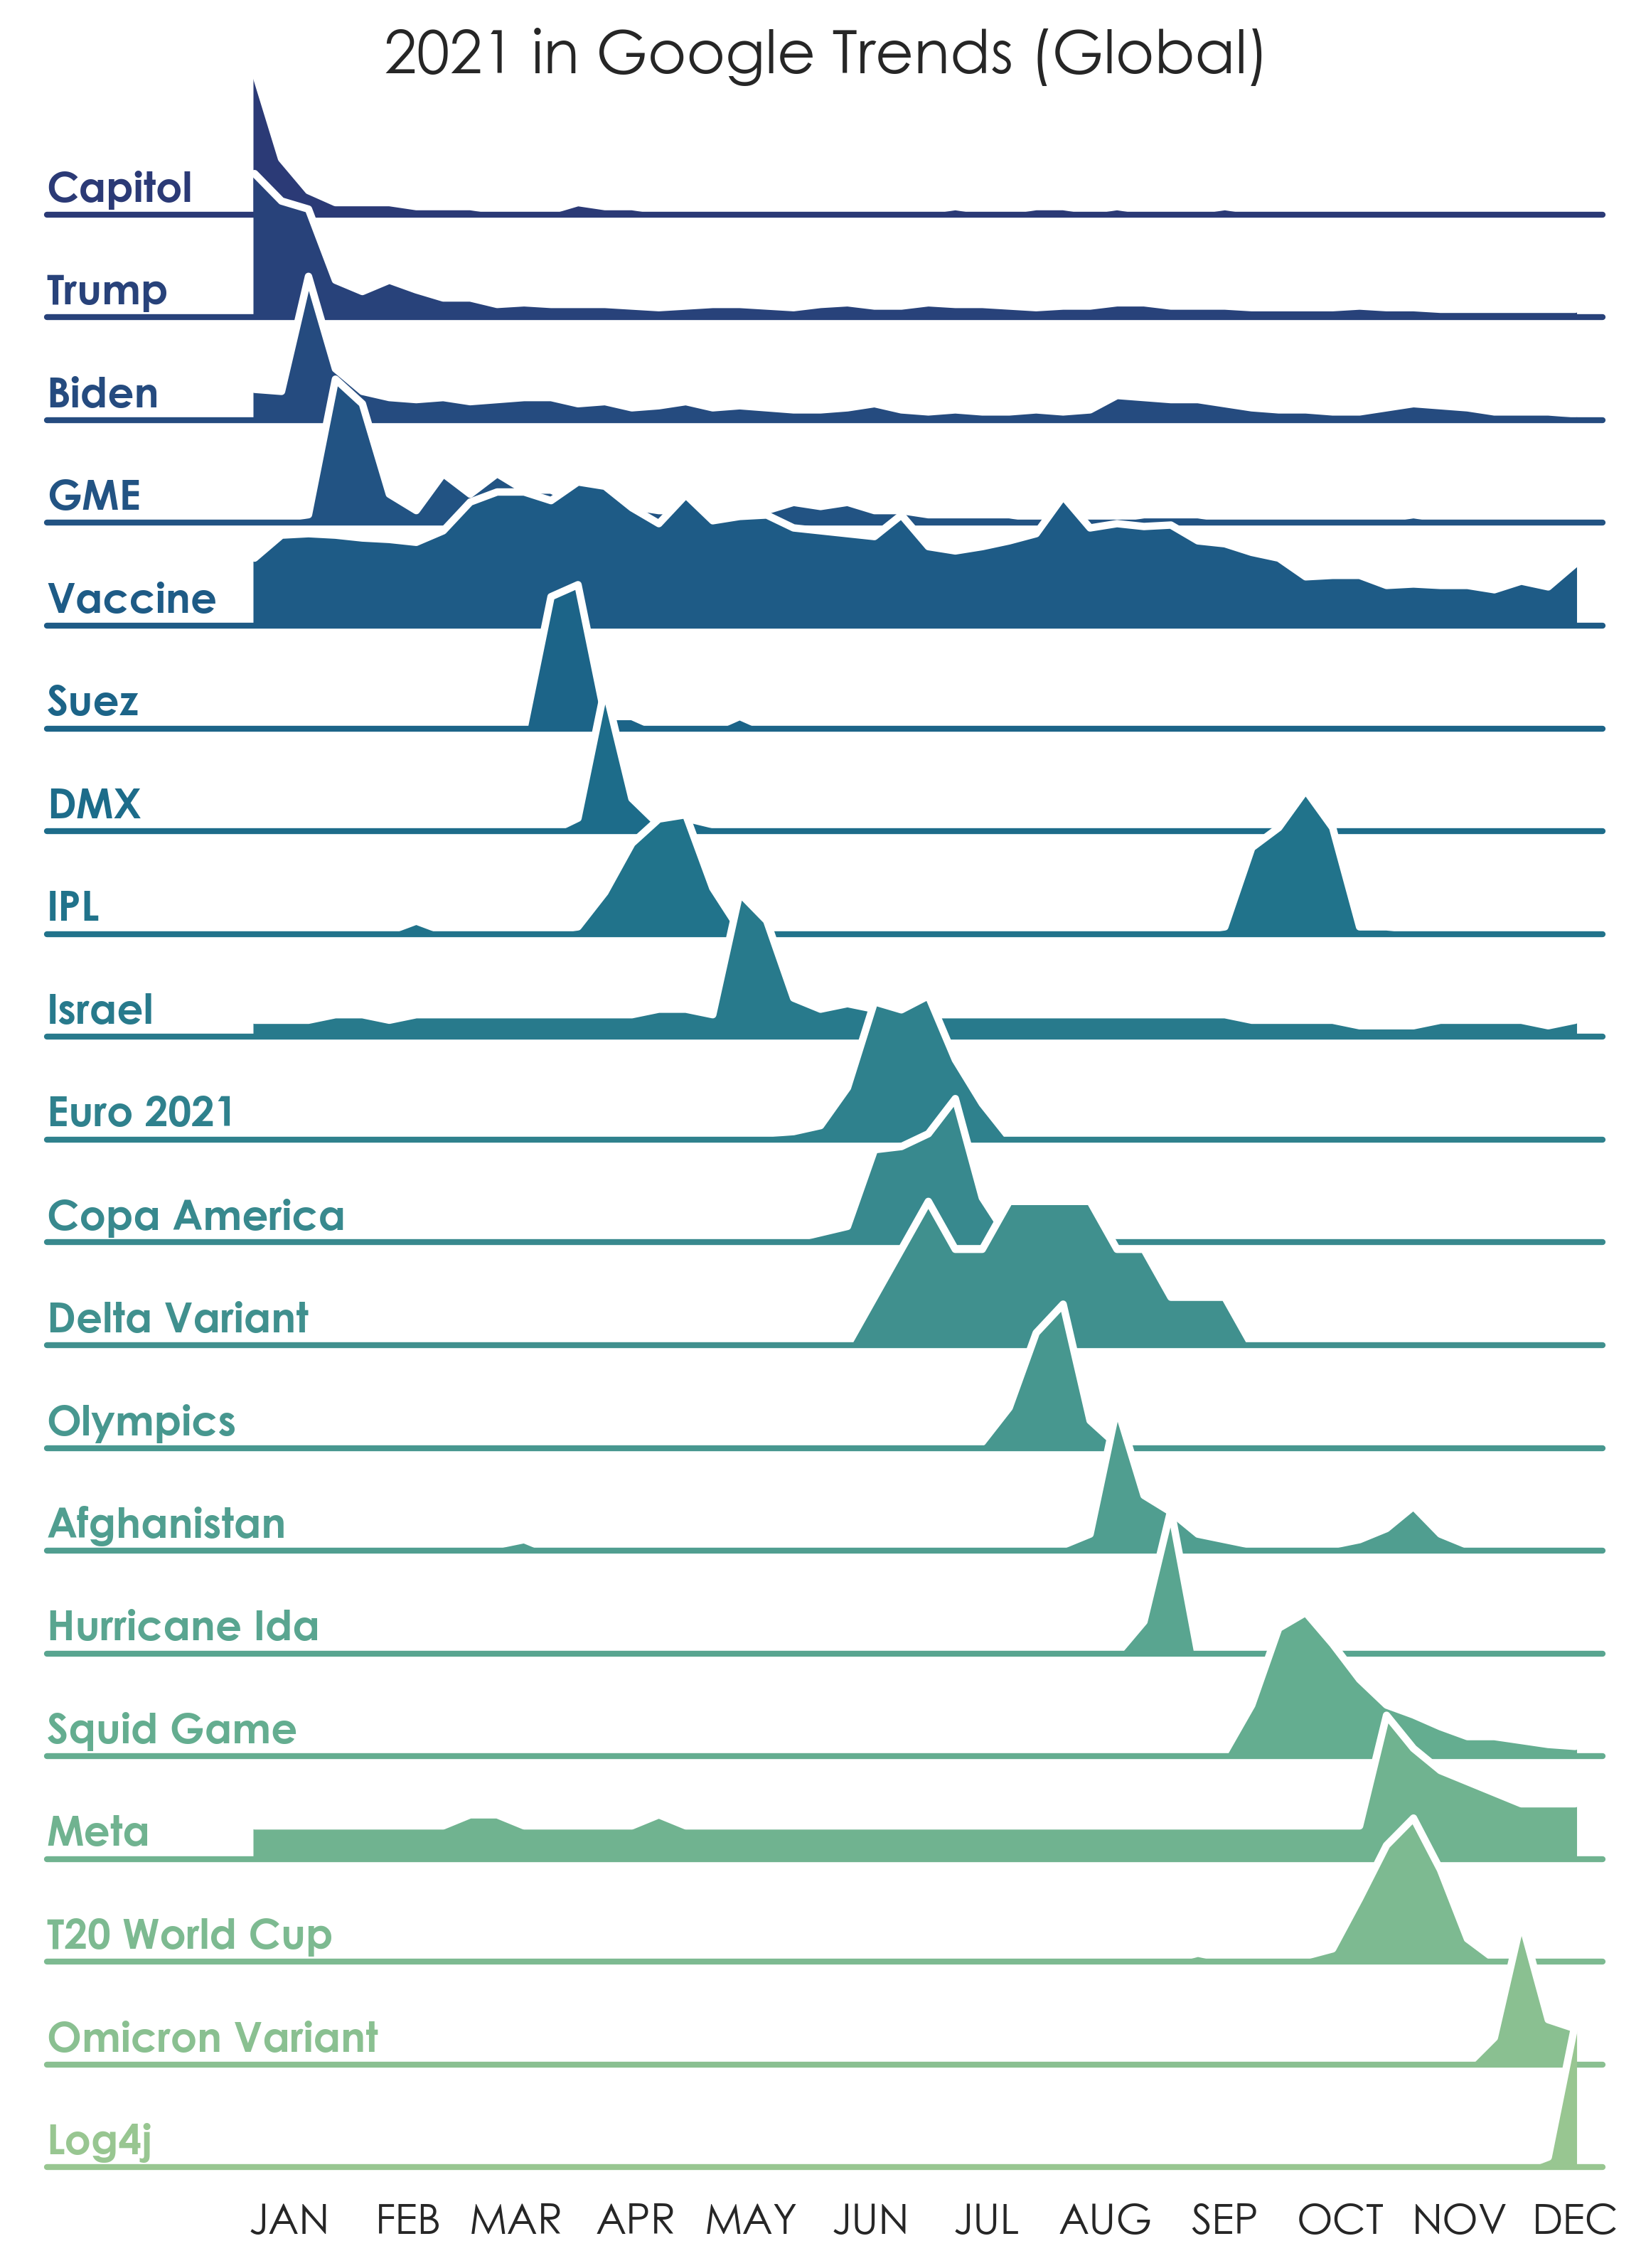 2021 in Google Trends (Global)
Capitol
Trump
Biden
GME
Vaccine
Suez
DMX
IPL
Israel
Euro 2021
Copa America
Delta Variant
Olympics
Afghanistan
Hurricane Ida
Squid Game
Meta
T20 World Cup
Omicron Variant
Log4j
JAN FEB MAR APR MAY JUN JUL AUG SEP OCT NOV DEC